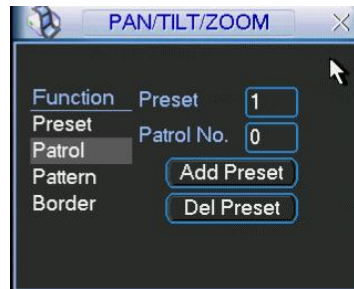 PAN/TILT/ZOOM
Function
Preset
Patrol
Pattern
Border
Preset 1
Patrol No. 0
Add Preset
Del Preset